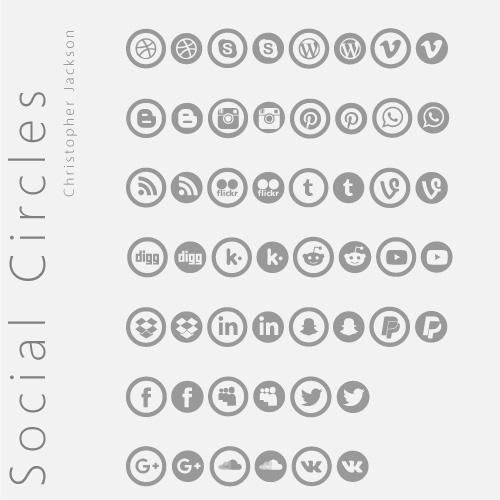 Social Circles
Christopher Jackson
flickr
flickr
t
t
digg
digg
k
k
in
in
f
f
G+
G+